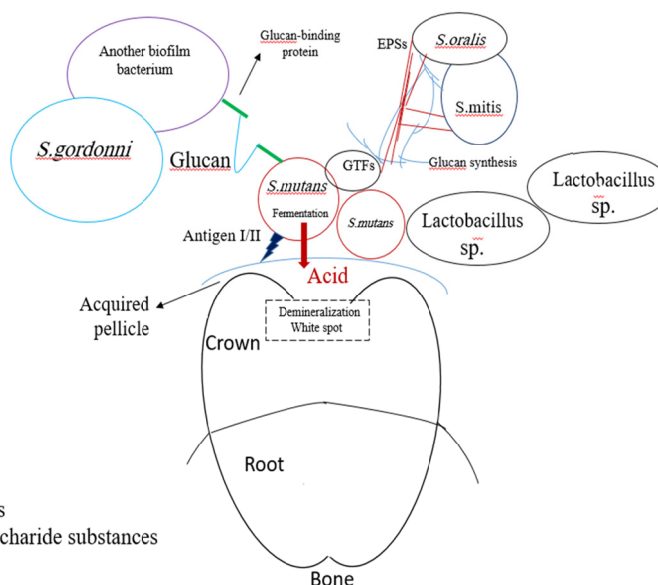 Another biofilm
bacterium
Glucan-binding
protein
EPSs
S.oralis
S.mitis
S.gordonni
Glucan
GTFs
Glucan synthesis
S.mutans
Fermentation
S.mutans
Lactobacillus
sp.
Lactobacillus
sp.
Antigen I/II
Acid
Acquired
pellicle
Demineralization
White spot
Crown
Root
s
charide substances
Bone